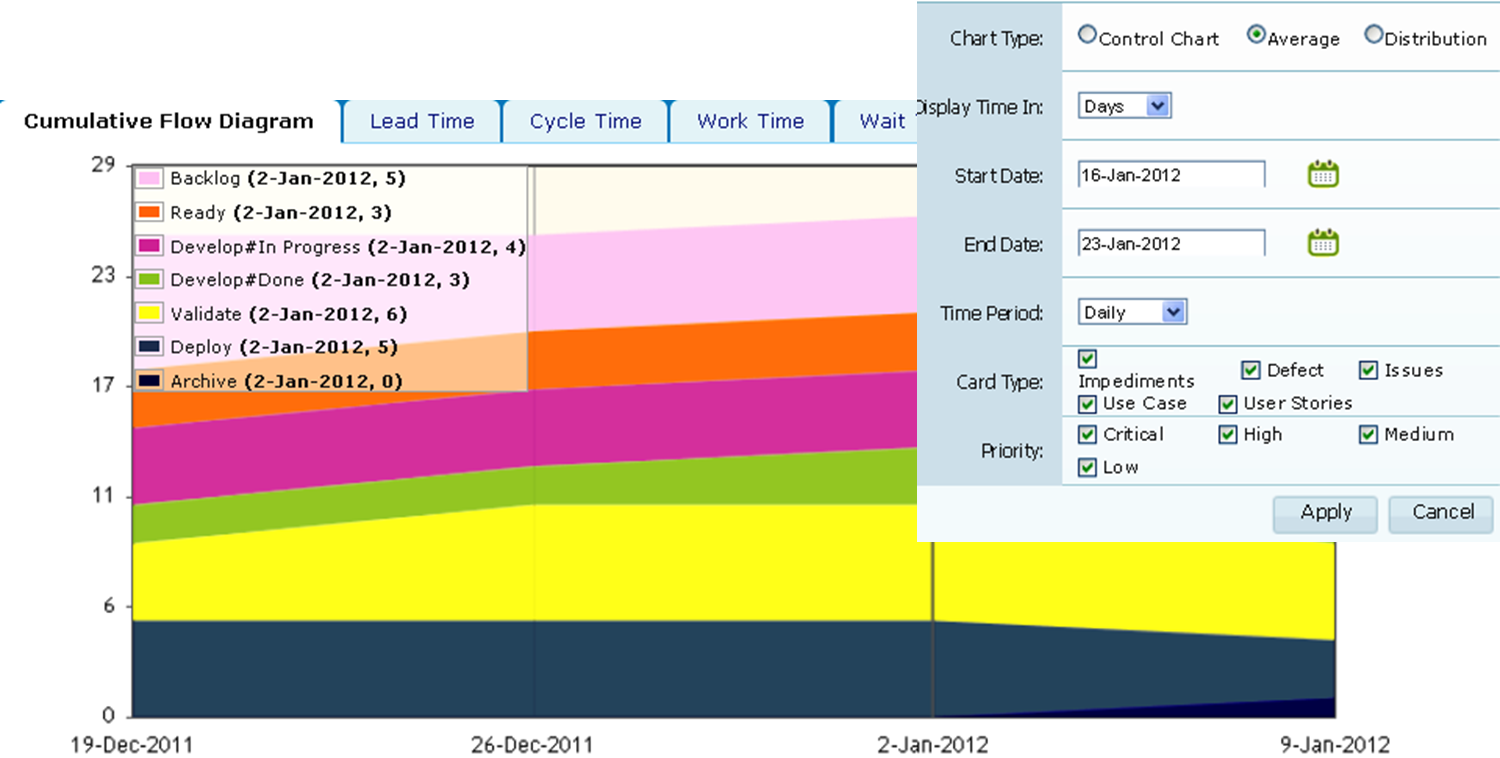 Cumulative Flow Diagram
Lead Time
Cycle Time
Work Time
Wait
29
23
17
11
6
0
Backlog (2-Jan-2012, 5)
Ready (2-Jan-2012, 3)
Develop#In Progress (2-Jan-2012, 4)
Develop#Done (2-Jan-2012, 3)
Validate (2-Jan-2012, 6)
Deploy (2-Jan-2012, 5)
Archive (2-Jan-2012, 0)
19-Dec-2011
26-Dec-2011
2-Jan-2012
9-Jan-2012
Chart Type: Control Chart Average Distribution
Display Time In: Days
Start Date: 16-Jan-2012
End Date: 23-Jan-2012
Time Period: Daily
Card Type:
Impediments Defect Issues
Use Case User Stories
Priority:
Critical High Medium
Low
Apply Cancel